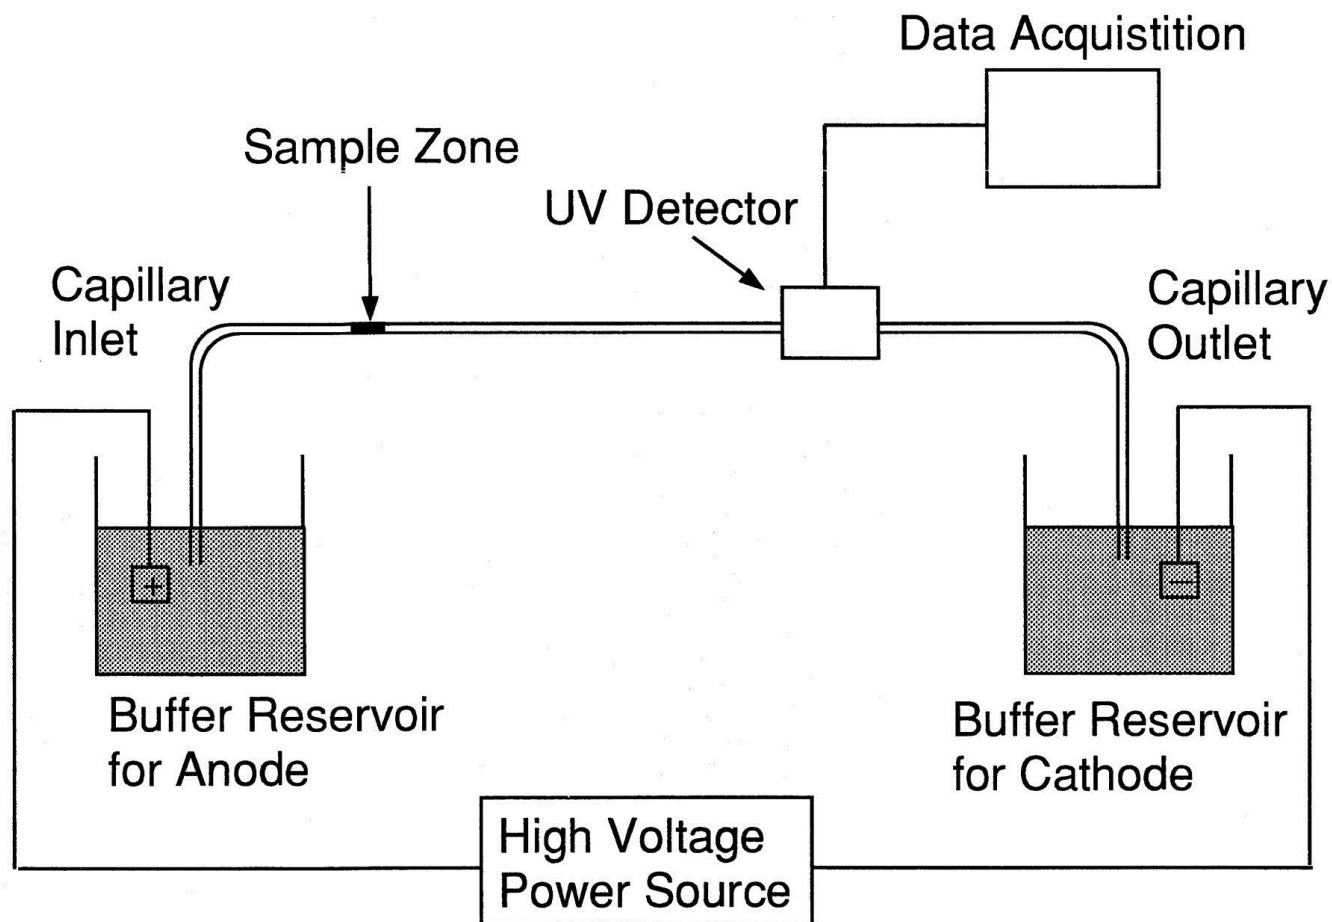 Data Acquistition
Sample Zone
UV Detector
Capillary
Inlet
Capillary
Outlet
+
−
Buffer Reservoir
for Anode
Buffer Reservoir
for Cathode
High Voltage
Power Source